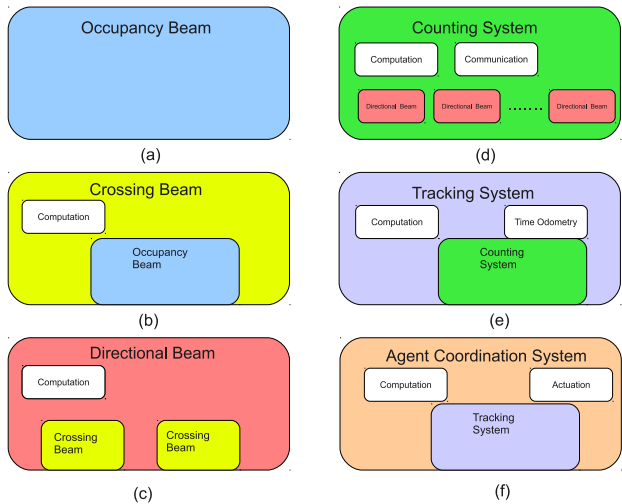 Occupancy Beam
(a)
Crossing Beam
Computation
Occupancy
Beam
(b)
Directional Beam
Computation
Crossing
Beam
Crossing
Beam
(c)
Counting System
Computation
Communication
Directional Beam
Directional Beam
.......
Directional Beam
(d)
Tracking System
Computation
Time Odometry
Counting
System
(e)
Agent Coordination System
Computation
Actuation
Tracking
System
(f)